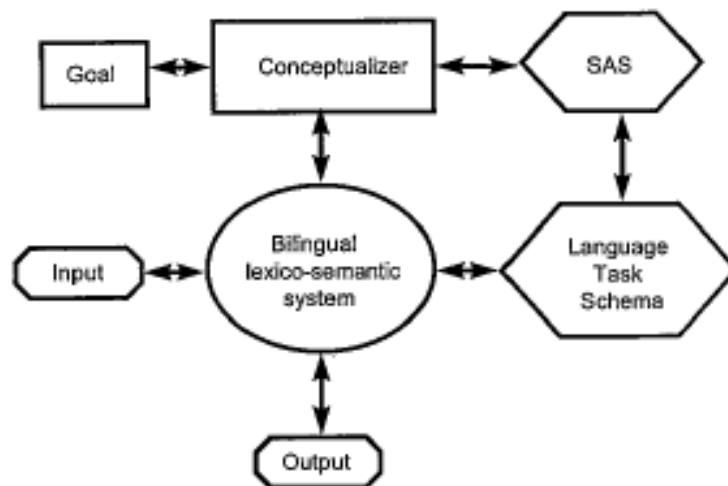 Goal
Conceptualizer
SAS
Input
Bilingual
lexico-semantic
system
Language
Task
Schema
Output